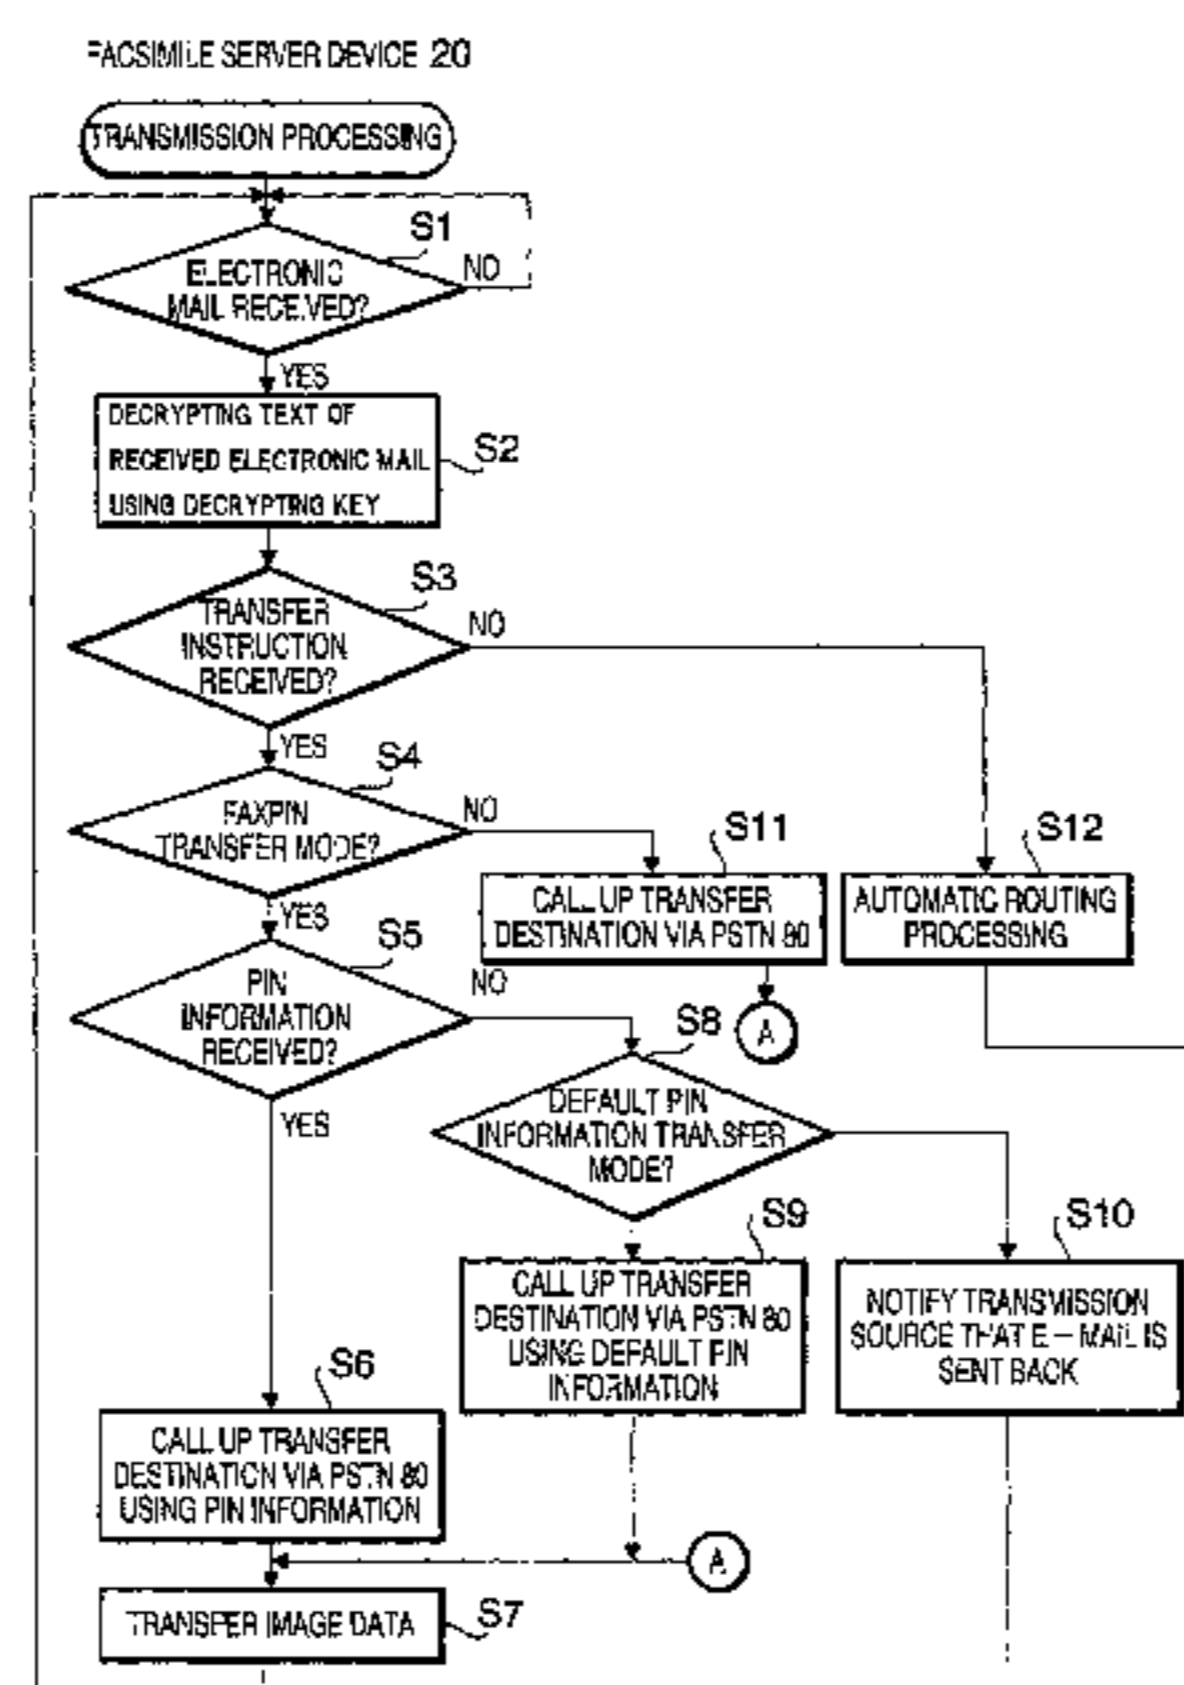 FACSIMILE SERVER DEVICE 20
TRANSMISSION PROCESSING
S1
ELECTRONIC
MAIL RECEIVED?
NO
YES
DECRYPTING TEXT OF
RECEIVED ELECTRONIC MAIL
USING DECRYPTING KEY
S2
S3
TRANSFER
INSTRUCTION
RECEIVED?
NO
YES
S4
FAXPIN
TRANSFER MODE?
NO
YES
S11
CALL UP TRANSFER
DESTINATION VIA PSTN 80
A
S12
AUTOMATIC ROUTING
PROCESSING
S5
PIN
INFORMATION
RECEIVED?
NO
YES
S8
DEFAULT PIN
INFORMATION TRANSFER
MODE?
S9
CALL UP TRANSFER
DESTINATION VIA PSTN 80
USING DEFAULT PIN
INFORMATION
S10
NOTIFY TRANSMISSION
SOURCE THAT E - MAIL IS
SENT BACK
S6
CALL UP TRANSFER
DESTINATION VIA PSTN 80
USING PIN INFORMATION
A
TRANSFER IMAGE DATA
S7